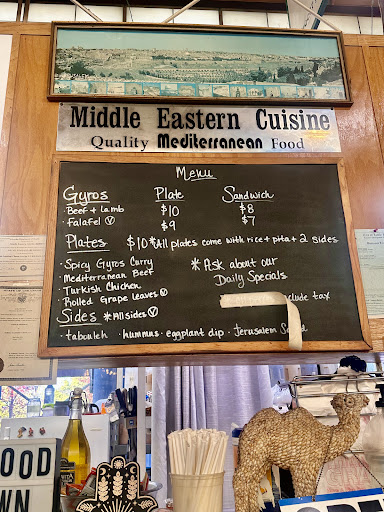 Middle Eastern Cuisine
Quality Mediterranean Food
Menu
Gyros Plate Sandwich
· Beef + Lamb $10 $8
· Falafel Ⓥ $9 $7
Plates $10 *All plates come with rice + pita + 2 sides
· Spicy Gyros Curry
· Mediterranean Beef
· Turkish Chicken
· Rolled Grape leaves Ⓥ
* Ask about our
Daily Specials
include tax
Sides *All sides Ⓥ
· tabouleh · hummus · eggplant dip · Jerusalem Salad
OOD
WN